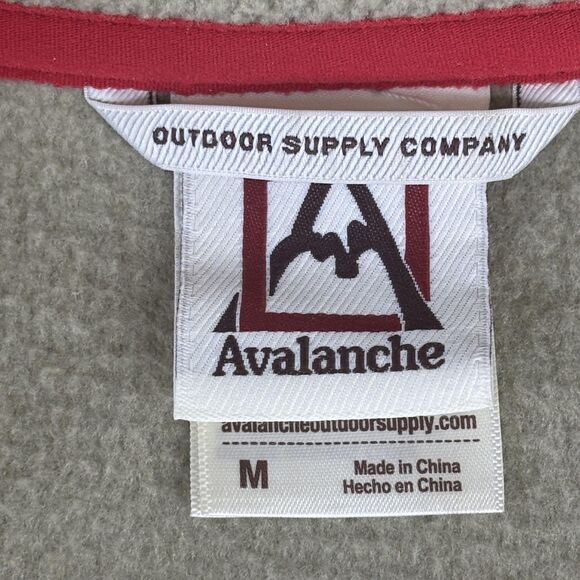 OUTDOOR SUPPLY COMPANY
Avalanche
avalancheoutdoorsupply.com
M
Made in China
Hecho en China